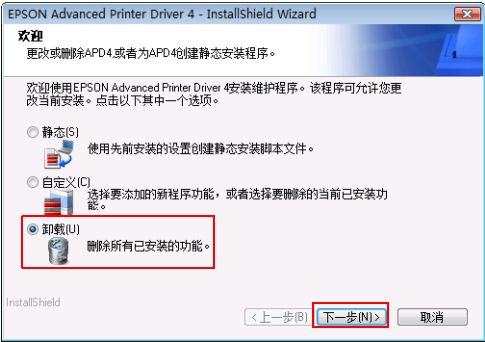 EPSON Advanced Printer Driver 4 - InstallShield Wizard
欢迎
更改或删除APD4,或者为APD4创建静态安装程序。
欢迎使用EPSON Advanced Printer Driver 4安装维护程序。该程序可允许您更
改当前安装。点击以下其中一个选项。
静态(S)
使用先前安装的设置创建静态安装脚本文件。
自定义(C)
选择要添加的新程序功能，或者选择要删除的当前已安装功
能。
卸载(U)
删除所有已安装的功能。
InstallShield
<上一步(B)
下一步(N)>
取消